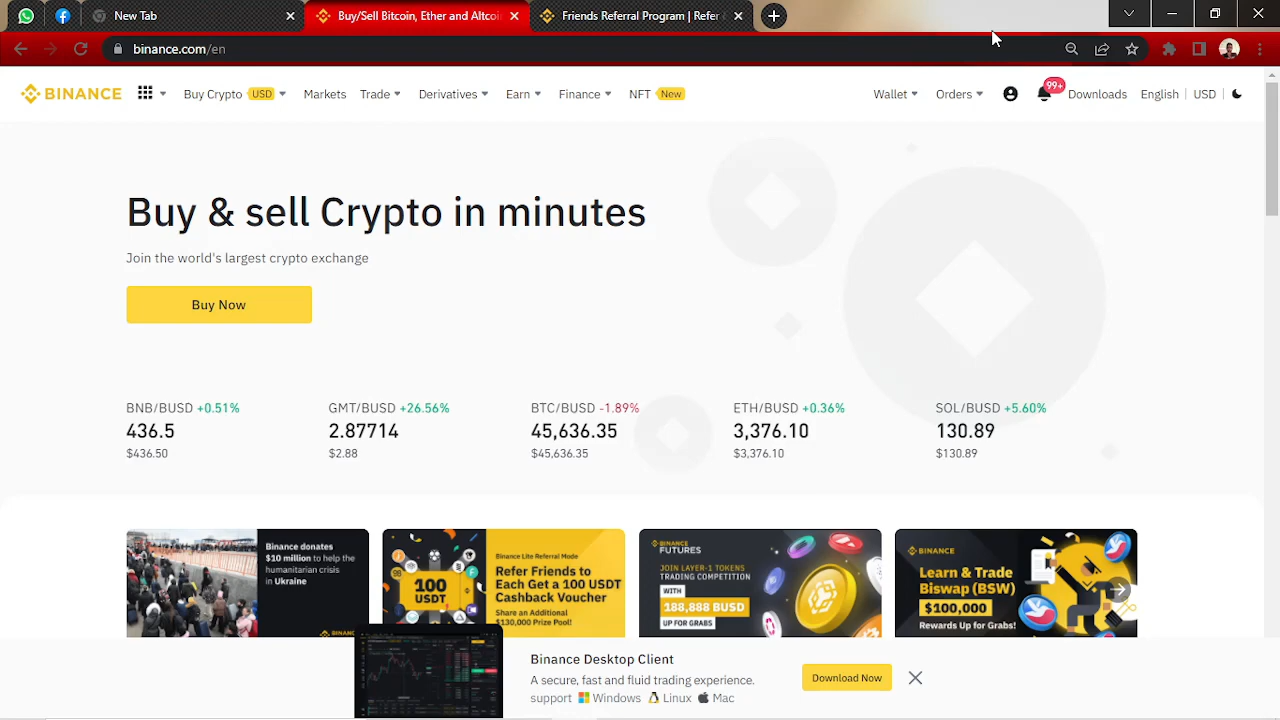 New Tab
Buy/Sell Bitcoin, Ether and Altcoi
Friends Referral Program | Refer &
binance.com/en
BINANCE
Buy Crypto USD
Markets
Trade
Derivatives
Earn
Finance
NFT New
Wallet
Orders
99+
Downloads
English
USD
Buy & sell Crypto in minutes
Join the world's largest crypto exchange
Buy Now
BNB/BUSD +0.51%
436.5
$436.50
GMT/BUSD +26.56%
2.87714
$2.88
BTC/BUSD -1.89%
45,636.35
$45,636.35
ETH/BUSD +0.36%
3,376.10
$3,376.10
SOL/BUSD +5.60%
130.89
$130.89
Binance donates
$10 million to help the
humanitarian crisis
in Ukraine
BINANCE
100
USDT
Binance Lite Referral Mode
Refer Friends to
Each Get a 100 USDT
Cashback Voucher
Share an Additional
$130,000 Prize Pool!
BINANCE
FUTURES
JOIN LAYER-1 TOKENS
TRADING COMPETITION
WITH
188,888 BUSD
UP FOR GRABS
BINANCE
Learn & Trade
Biswap (BSW)
$100,000
Rewards Up For Grabs!
Binance Desktop Client
A secure, fast and fluid trading experience.
support Windows Linux Mac
Download Now